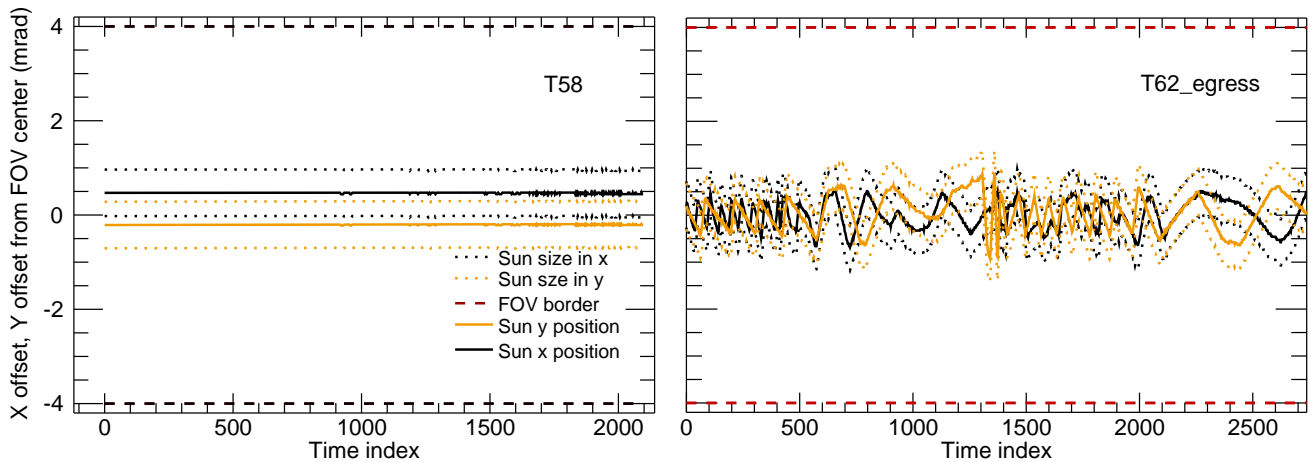 X offset, Y offset from FOV center (mrad)
4
2
0
-2
-4
T58
Sun size in x
Sun sze in y
FOV border
Sun y position
Sun x position
0 500 1000 1500 2000
Time index
T62_egress
0 500 1000 1500 2000 2500
Time index